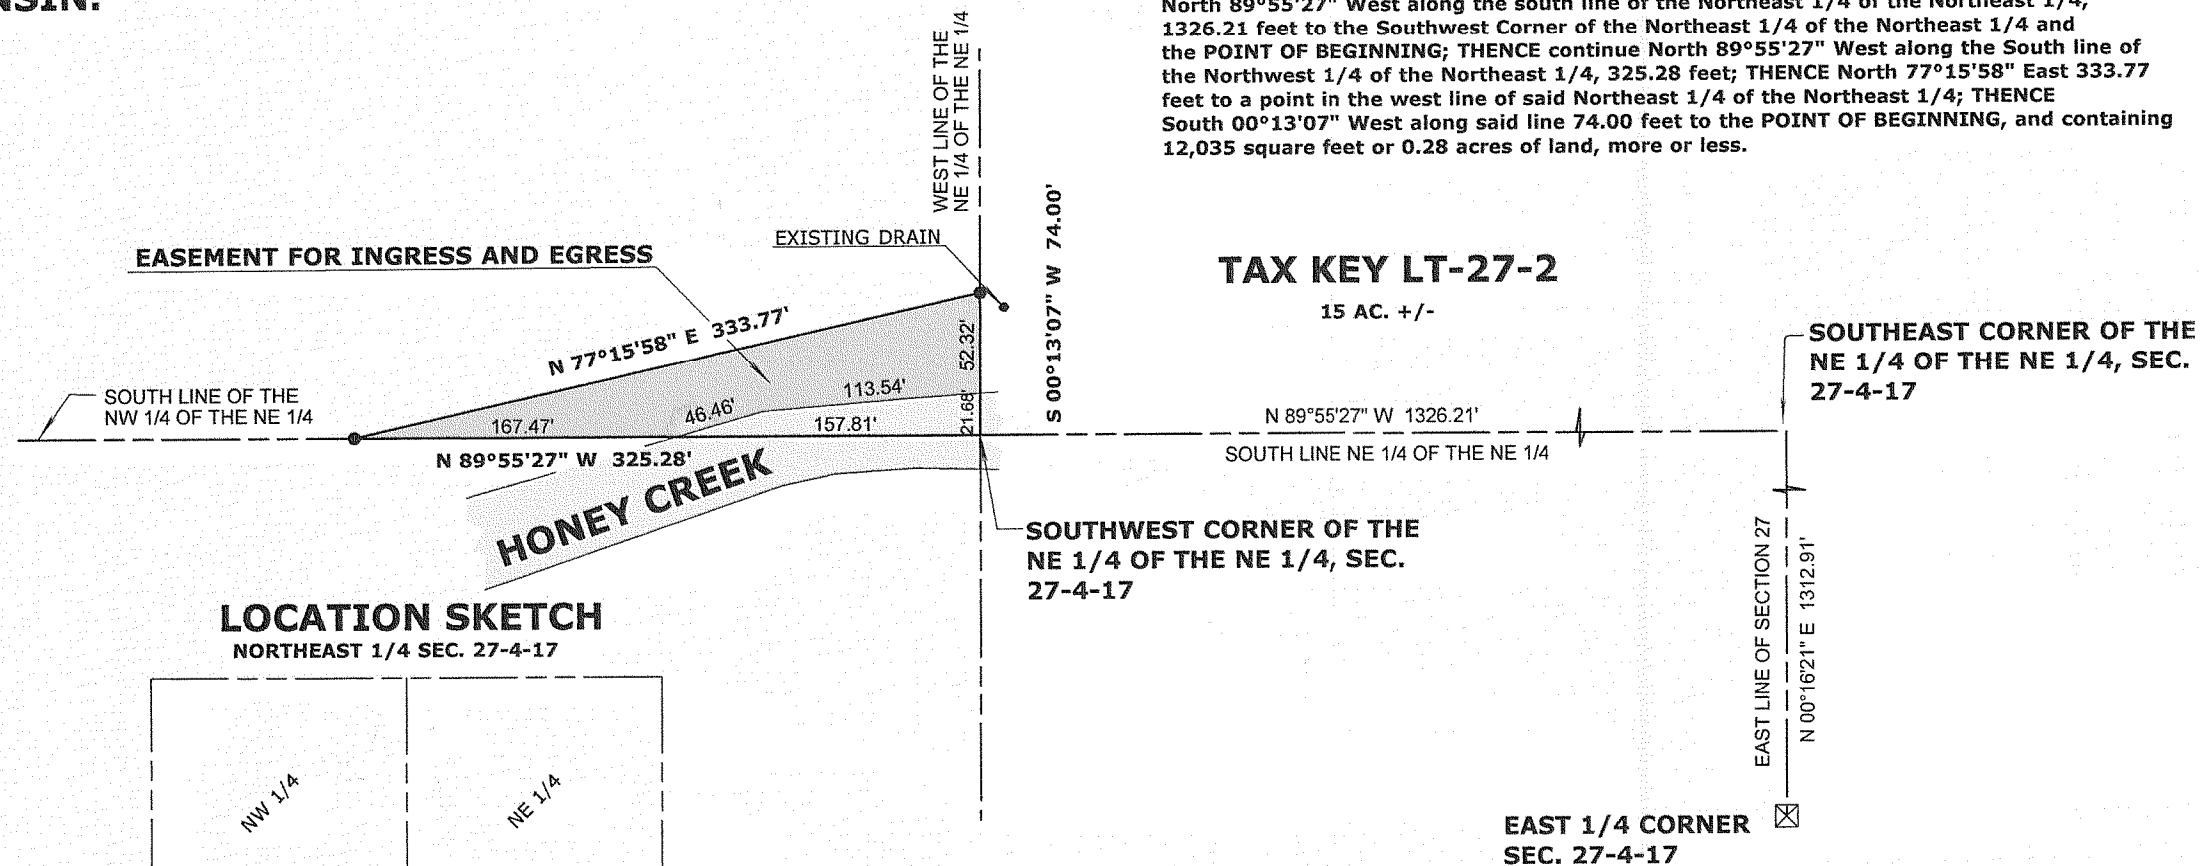 NSIN.
North 89°55'27" West along the south line of the Northeast 1/4 of the Northeast 1/4,
1326.21 feet to the Southwest Corner of the Northeast 1/4 of the Northeast 1/4 and
the POINT OF BEGINNING; THENCE continue North 89°55'27" West along the South line of
the Northwest 1/4 of the Northeast 1/4, 325.28 feet; THENCE North 77°15'58" East 333.77
feet to a point in the west line of said Northeast 1/4 of the Northeast 1/4; THENCE
South 00°13'07" West along said line 74.00 feet to the POINT OF BEGINNING, and containing
12,035 square feet or 0.28 acres of land, more or less.
WEST LINE OF THE
NE 1/4 OF THE NE 1/4
EASEMENT FOR INGRESS AND EGRESS
EXISTING DRAIN
S 00°13'07" W 74.00'
TAX KEY LT-27-2
15 AC. +/-
N 77°15'58" E 333.77'
52.32'
21.68'
SOUTH LINE OF THE
NW 1/4 OF THE NE 1/4
167.47'
46.46'
113.54'
157.81'
N 89°55'27" W 325.28'
HONEY CREEK
N 89°55'27" W 1326.21'
SOUTH LINE NE 1/4 OF THE NE 1/4
SOUTHEAST CORNER OF THE
NE 1/4 OF THE NE 1/4, SEC.
27-4-17
SOUTHWEST CORNER OF THE
NE 1/4 OF THE NE 1/4, SEC.
27-4-17
EAST LINE OF SECTION 27
N 00°16'21" E 1312.91'
LOCATION SKETCH
NORTHEAST 1/4 SEC. 27-4-17
NW 1/4
NE 1/4
EAST 1/4 CORNER
SEC. 27-4-17